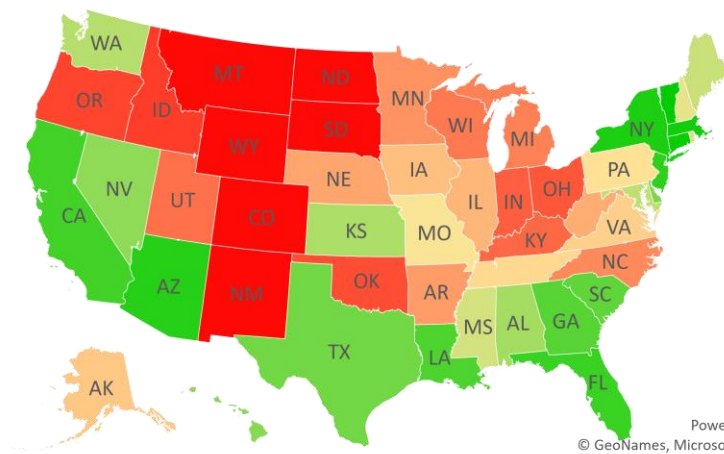 WA
MT
ND
MN
OR
ID
WI
SD
MI
WY
NY
IA
NE
PA
NV
IL
IN
OH
UT
CO
CA
KS
MO
VA
KY
NC
OK
AZ
NM
AR
SC
MS
AL
GA
TX
LA
FL
AK
Powe
© GeoNames, Microso